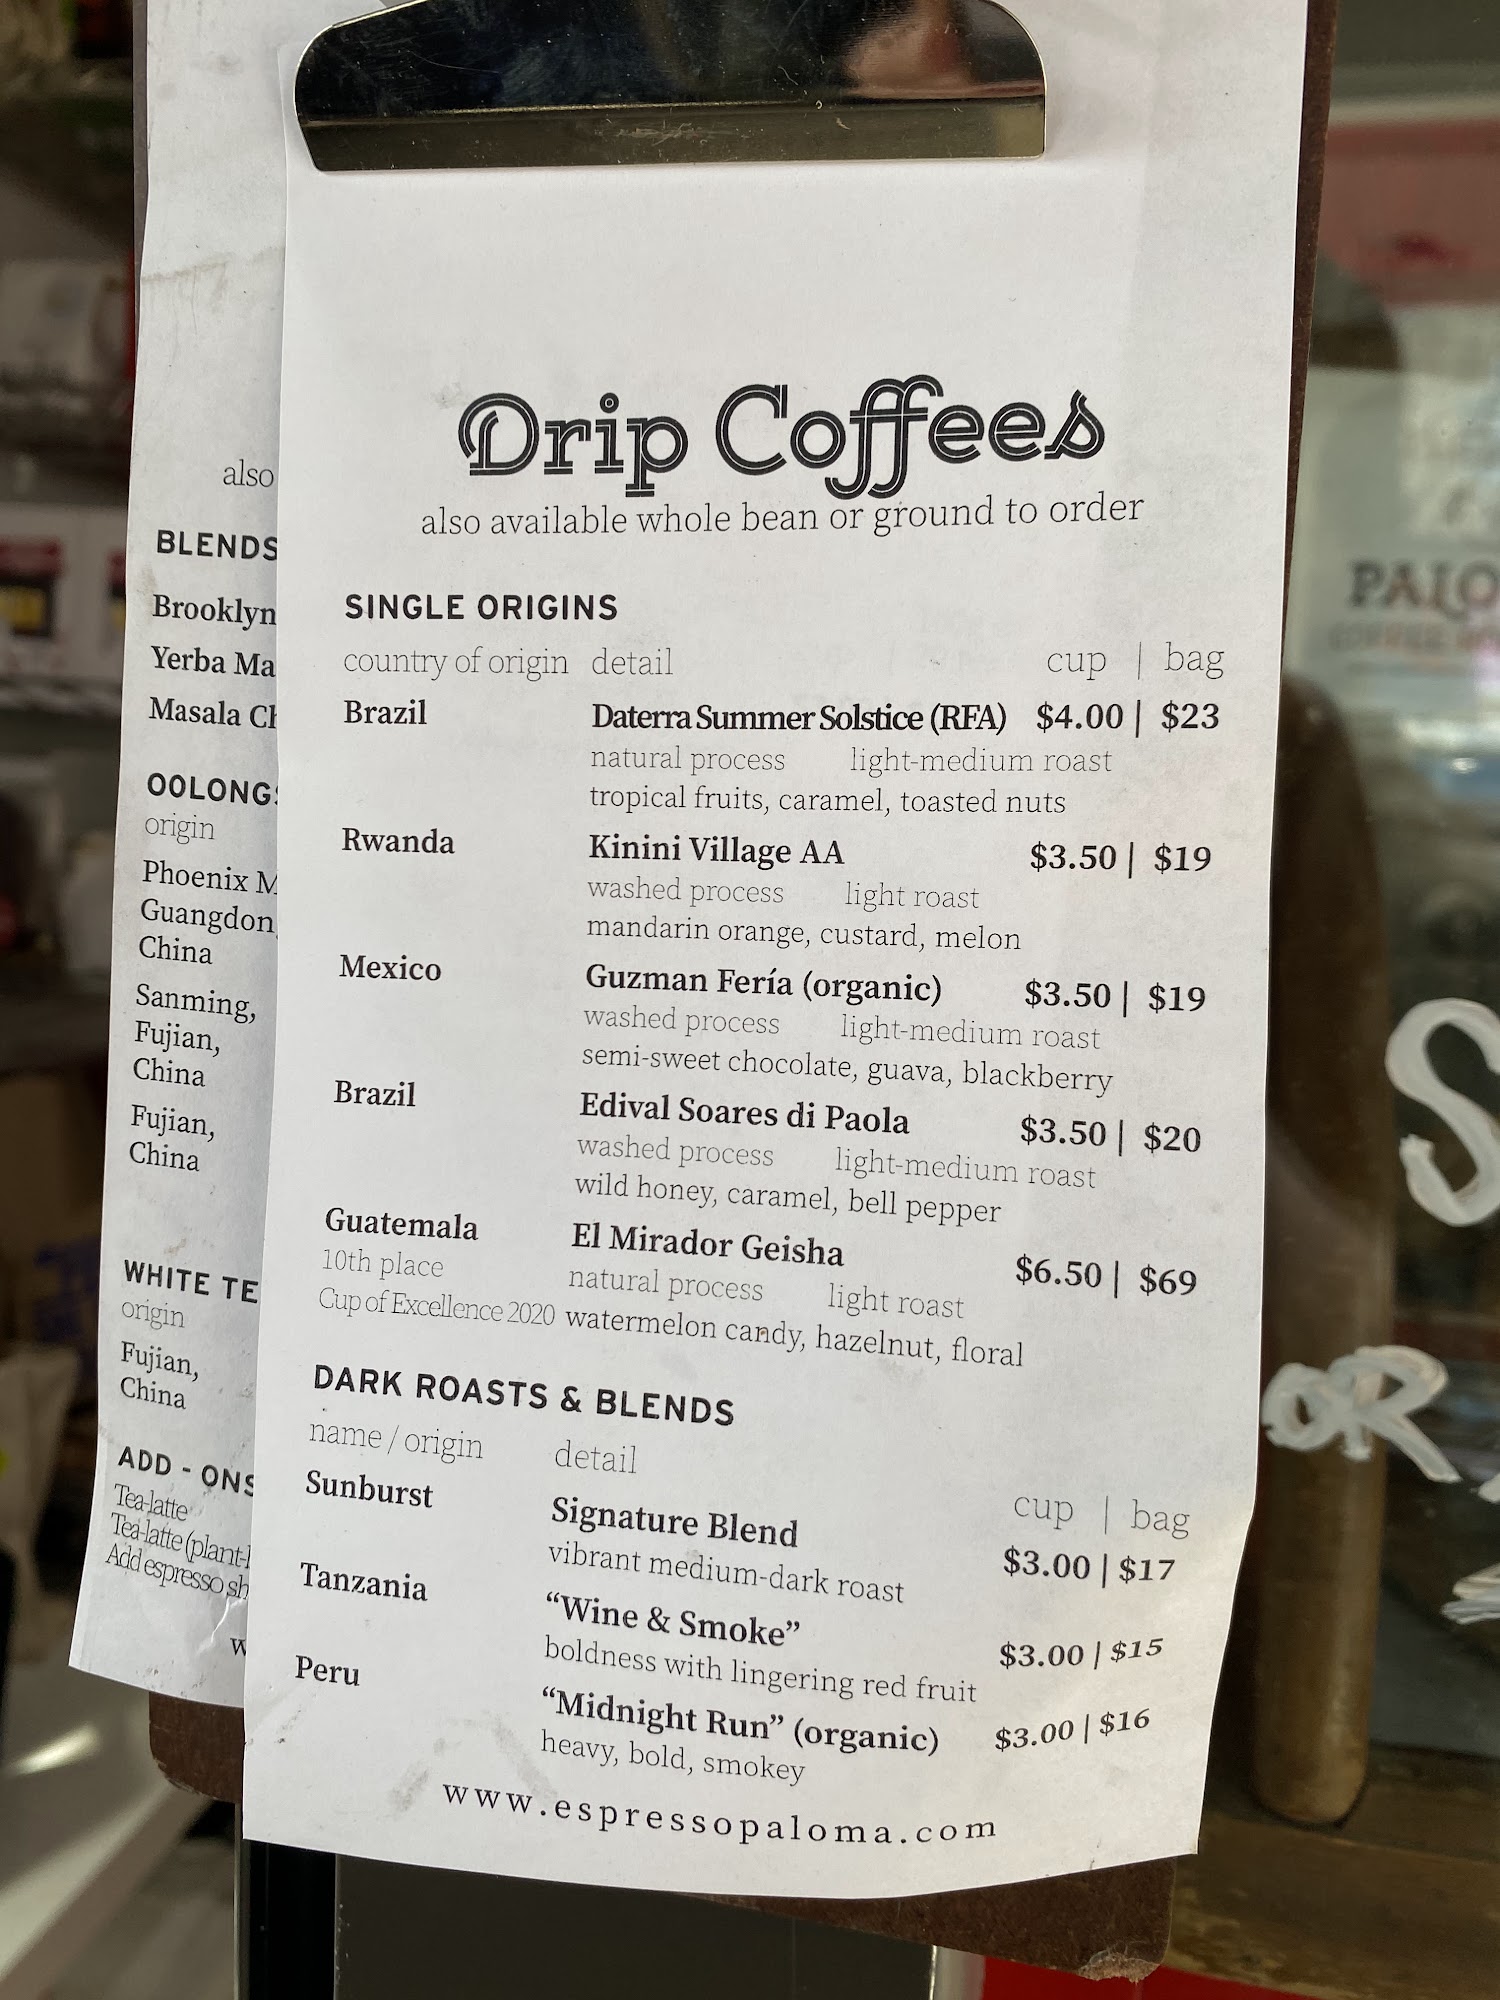 Drip Coffees
also available whole bean or ground to order
SINGLE ORIGINS
country of origin detail cup | bag
Brazil Daterra Summer Solstice (RFA) $4.00 | $23
natural process light-medium roast
tropical fruits, caramel, toasted nuts
Rwanda Kinini Village AA $3.50 | $19
washed process light roast
mandarin orange, custard, melon
Mexico Guzman Fería (organic) $3.50 | $19
washed process light-medium roast
semi-sweet chocolate, guava, blackberry
Brazil Edival Soares di Paola $3.50 | $20
washed process light-medium roast
wild honey, caramel, bell pepper
Guatemala El Mirador Geisha $6.50 | $69
10th place natural process light roast
Cup of Excellence 2020 watermelon candy, hazelnut, floral
DARK ROASTS & BLENDS
name / origin detail cup | bag
Sunburst Signature Blend $3.00 | $17
vibrant medium-dark roast
Tanzania “Wine & Smoke” $3.00 | $15
boldness with lingering red fruit
Peru “Midnight Run” (organic) $3.00 | $16
heavy, bold, smokey
www.espressopaloma.com
also
BLENDS
Brooklyn
Yerba Ma
Masala Ch
OOLONGS
origin
Phoenix M
Guangdon
China
Sanming,
Fujian,
China
Fujian,
China
WHITE TE
origin
Fujian,
China
ADD - ONS
Tea-latte
Tea-latte (plant-
Add espresso sh
w
PALO
S
OR